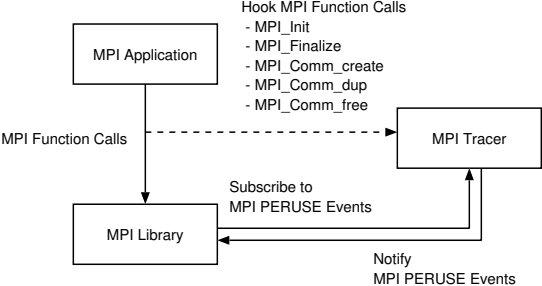 Hook MPI Function Calls
- MPI_Init
- MPI_Finalize
- MPI_Comm_create
- MPI_Comm_dup
- MPI_Comm_free
MPI Application
MPI Function Calls
MPI Tracer
Subscribe to
MPI PERUSE Events
MPI Library
Notify
MPI PERUSE Events